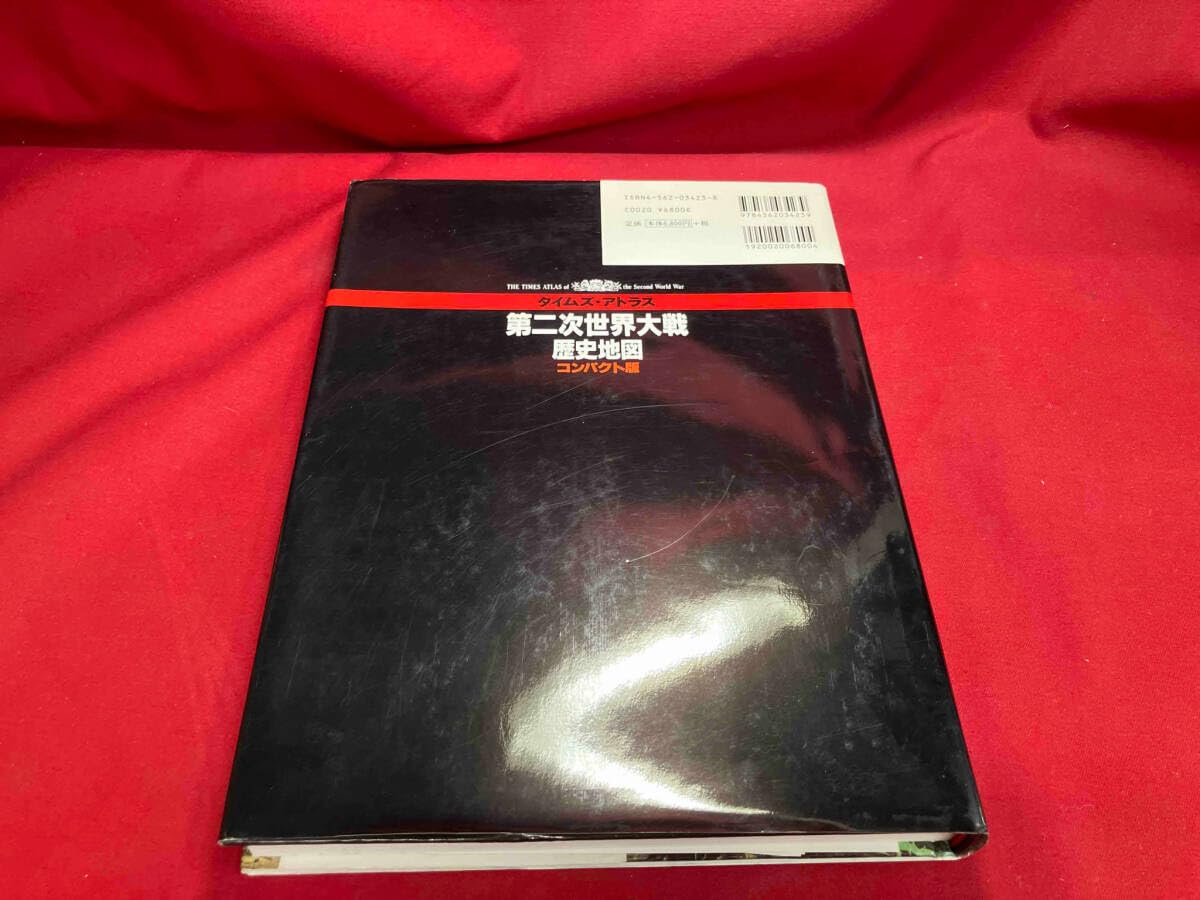 ISBN4-562-03423-8
C0020 ¥6800E
定価 [本体6,800円]+税
9784562034239
1920020068004
THE TIMES ATLAS of the Second World War
タイムズ・アトラス
第二次世界大戦
歴史地図
コンパクト版